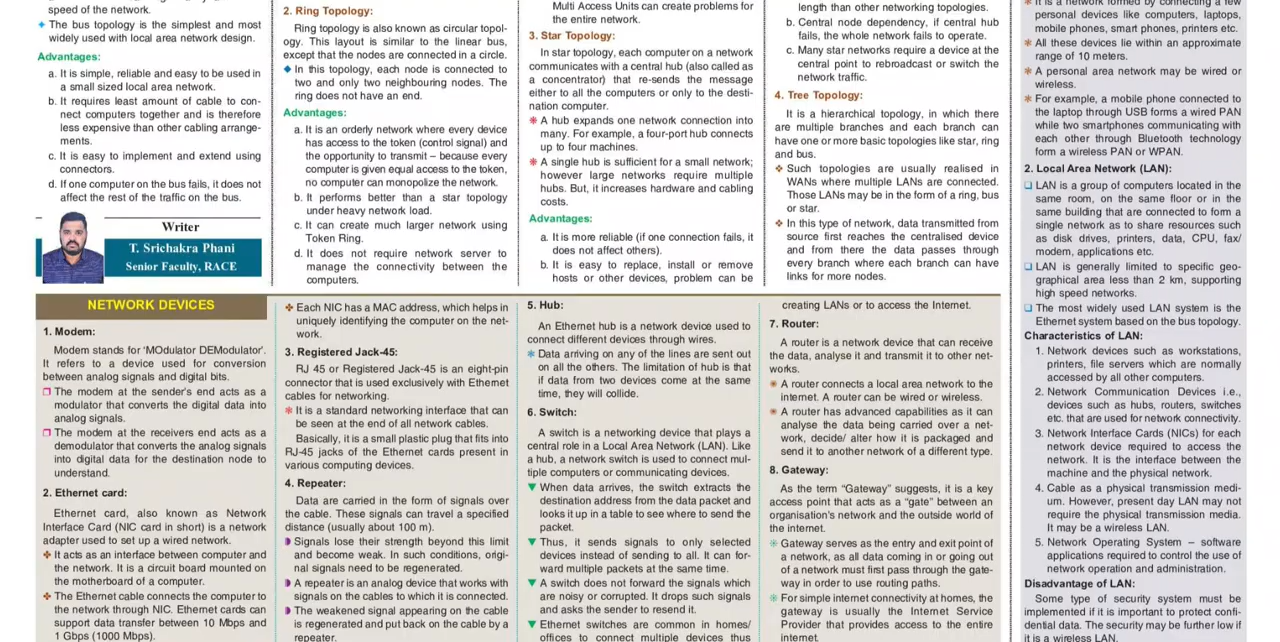 speed of the network.
✦ The bus topology is the simplest and most
widely used with local area network design.
Advantages:
a. It is simple, reliable and easy to be used in
a small sized local area network.
b. It requires least amount of cable to con-
nect computers together and is therefore
less expensive than other cabling arrange-
ments.
c. It is easy to implement and extend using
connectors.
d. If one computer on the bus fails, it does not
affect the rest of the traffic on the bus.
Writer
T. Srichakra Phani
Senior Faculty, RACE
2. Ring Topology:
Ring topology is also known as circular topol-
ogy. This layout is similar to the linear bus,
except that the nodes are connected in a circle.
◆ In this topology, each node is connected to
two and only two neighbouring nodes. The
ring does not have an end.
Advantages:
a. It is an orderly network where every device
has access to the token (control signal) and
the opportunity to transmit – because every
computer is given equal access to the token,
no computer can monopolize the network.
b. It performs better than a star topology
under heavy network load.
c. It can create much larger network using
Token Ring.
d. It does not require network server to
manage the connectivity between the
computers.
Multi Access Units can create problems for
the entire network.
3. Star Topology:
In star topology, each computer on a network
communicates with a central hub (also called as
a concentrator) that re-sends the message
either to all the computers or only to the desti-
nation computer.
❋ A hub expands one network connection into
many. For example, a four-port hub connects
up to four machines.
❋ A single hub is sufficient for a small network;
however large networks require multiple
hubs. But, it increases hardware and cabling
costs.
Advantages:
a. It is more reliable (if one connection fails, it
does not affect others).
b. It is easy to replace, install or remove
hosts or other devices, problem can be
length than other networking topologies.
b. Central node dependency, if central hub
fails, the whole network fails to operate.
c. Many star networks require a device at the
central point to rebroadcast or switch the
network traffic.
4. Tree Topology:
It is a hierarchical topology, in which there
are multiple branches and each branch can
have one or more basic topologies like star, ring
and bus.
❖ Such topologies are usually realised in
WANs where multiple LANs are connected.
Those LANs may be in the form of a ring, bus
or star.
❖ In this type of network, data transmitted from
source first reaches the centralised device
and from there the data passes through
every branch where each branch can have
links for more nodes.
NETWORK DEVICES
1. Modem:
Modem stands for ‘MOdulator DEModulator’.
It refers to a device used for conversion
between analog signals and digital bits.
❒ The modem at the sender's end acts as a
modulator that converts the digital data into
analog signals.
❒ The modem at the receivers end acts as a
demodulator that converts the analog signals
into digital data for the destination node to
understand.
2. Ethernet card:
Ethernet card, also known as Network
Interface Card (NIC card in short) is a network
adapter used to set up a wired network.
✤ It acts as an interface between computer and
the network. It is a circuit board mounted on
the motherboard of a computer.
✤ The Ethernet cable connects the computer to
the network through NIC. Ethernet cards can
support data transfer between 10 Mbps and
1 Gbps (1000 Mbps).
✤ Each NIC has a MAC address, which helps in
uniquely identifying the computer on the net-
work.
3. Registered Jack-45:
RJ 45 or Registered Jack-45 is an eight-pin
connector that is used exclusively with Ethernet
cables for networking.
❋ It is a standard networking interface that can
be seen at the end of all network cables.
Basically, it is a small plastic plug that fits into
RJ-45 jacks of the Ethernet cards present in
various computing devices.
4. Repeater:
Data are carried in the form of signals over
the cable. These signals can travel a specified
distance (usually about 100 m).
◗ Signals lose their strength beyond this limit
and become weak. In such conditions, origi-
nal signals need to be regenerated.
◗ A repeater is an analog device that works with
signals on the cables to which it is connected.
◗ The weakened signal appearing on the cable
is regenerated and put back on the cable by a
repeater.
5. Hub:
An Ethernet hub is a network device used to
connect different devices through wires.
❋ Data arriving on any of the lines are sent out
on all the others. The limitation of hub is that
if data from two devices come at the same
time, they will collide.
6. Switch:
A switch is a networking device that plays a
central role in a Local Area Network (LAN). Like
a hub, a network switch is used to connect mul-
tiple computers or communicating devices.
▼ When data arrives, the switch extracts the
destination address from the data packet and
looks it up in a table to see where to send the
packet.
▼ Thus, it sends signals to only selected
devices instead of sending to all. It can for-
ward multiple packets at the same time.
▼ A switch does not forward the signals which
are noisy or corrupted. It drops such signals
and asks the sender to resend it.
▼ Ethernet switches are common in homes/
offices to connect multiple devices thus
creating LANs or to access the Internet.
7. Router:
A router is a network device that can receive
the data, analyse it and transmit it to other net-
works.
✺ A router connects a local area network to the
internet. A router can be wired or wireless.
✺ A router has advanced capabilities as it can
analyse the data being carried over a net-
work, decide/ alter how it is packaged and
send it to another network of a different type.
8. Gateway:
As the term “Gateway” suggests, it is a key
access point that acts as a “gate” between an
organisation's network and the outside world of
the internet.
❊ Gateway serves as the entry and exit point of
a network, as all data coming in or going out
of a network must first pass through the gate-
way in order to use routing paths.
❊ For simple internet connectivity at homes, the
gateway is usually the Internet Service
Provider that provides access to the entire
internet.
❋ It is a network formed by connecting a few
personal devices like computers, laptops,
mobile phones, smart phones, printers etc.
❋ All these devices lie within an approximate
range of 10 meters.
❋ A personal area network may be wired or
wireless.
❋ For example, a mobile phone connected to
the laptop through USB forms a wired PAN
while two smartphones communicating with
each other through Bluetooth technology
form a wireless PAN or WPAN.
2. Local Area Network (LAN):
❑ LAN is a group of computers located in the
same room, on the same floor or in the
same building that are connected to form a
single network as to share resources such
as disk drives, printers, data, CPU, fax/
modem, applications etc.
❑ LAN is generally limited to specific geo-
graphical area less than 2 km, supporting
high speed networks.
❑ The most widely used LAN system is the
Ethernet system based on the bus topology.
Characteristics of LAN:
1. Network devices such as workstations,
printers, file servers which are normally
accessed by all other computers.
2. Network Communication Devices i.e.,
devices such as hubs, routers, switches
etc. that are used for network connectivity.
3. Network Interface Cards (NICs) for each
network device required to access the
network. It is the interface between the
machine and the physical network.
4. Cable as a physical transmission medi-
um. However, present day LAN may not
require the physical transmission media.
It may be a wireless LAN.
5. Network Operating System – software
applications required to control the use of
network operation and administration.
Disadvantage of LAN:
Some type of security system must be
implemented if it is important to protect confi-
dential data. The security may be further low if
it is a wireless LAN.